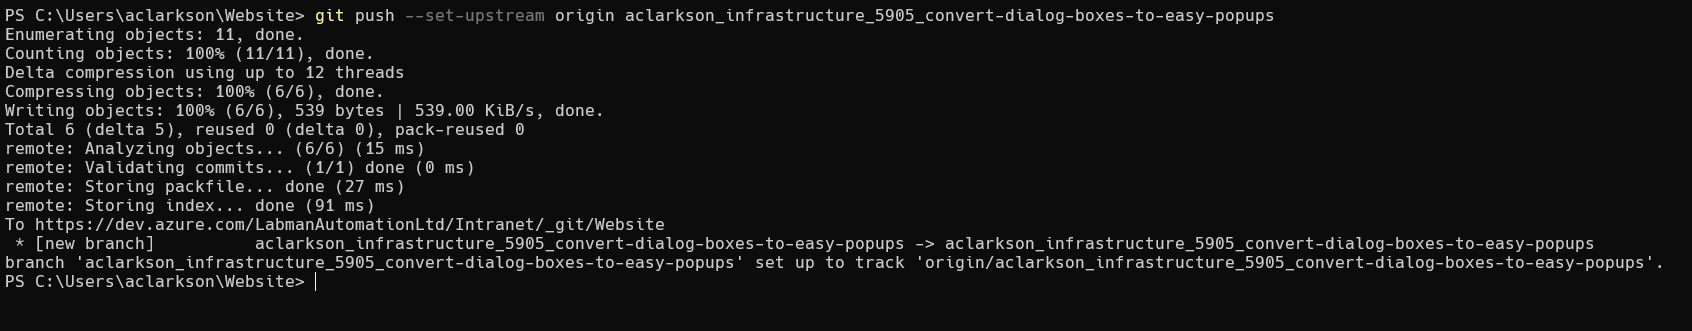 PS C:\Users\aclarkson\Website> git push --set-upstream origin aclarkson_infrastructure_5905_convert-dialog-boxes-to-easy-popups
Enumerating objects: 11, done.
Counting objects: 100% (11/11), done.
Delta compression using up to 12 threads
Compressing objects: 100% (6/6), done.
Writing objects: 100% (6/6), 539 bytes | 539.00 KiB/s, done.
Total 6 (delta 5), reused 0 (delta 0), pack-reused 0
remote: Analyzing objects... (6/6) (15 ms)
remote: Validating commits... (1/1) done (0 ms)
remote: Storing packfile... done (27 ms)
remote: Storing index... done (91 ms)
To https://dev.azure.com/LabmanAutomationLtd/Intranet/_git/Website
 * [new branch]          aclarkson_infrastructure_5905_convert-dialog-boxes-to-easy-popups -> aclarkson_infrastructure_5905_convert-dialog-boxes-to-easy-popups
branch 'aclarkson_infrastructure_5905_convert-dialog-boxes-to-easy-popups' set up to track 'origin/aclarkson_infrastructure_5905_convert-dialog-boxes-to-easy-popups'.
PS C:\Users\aclarkson\Website>